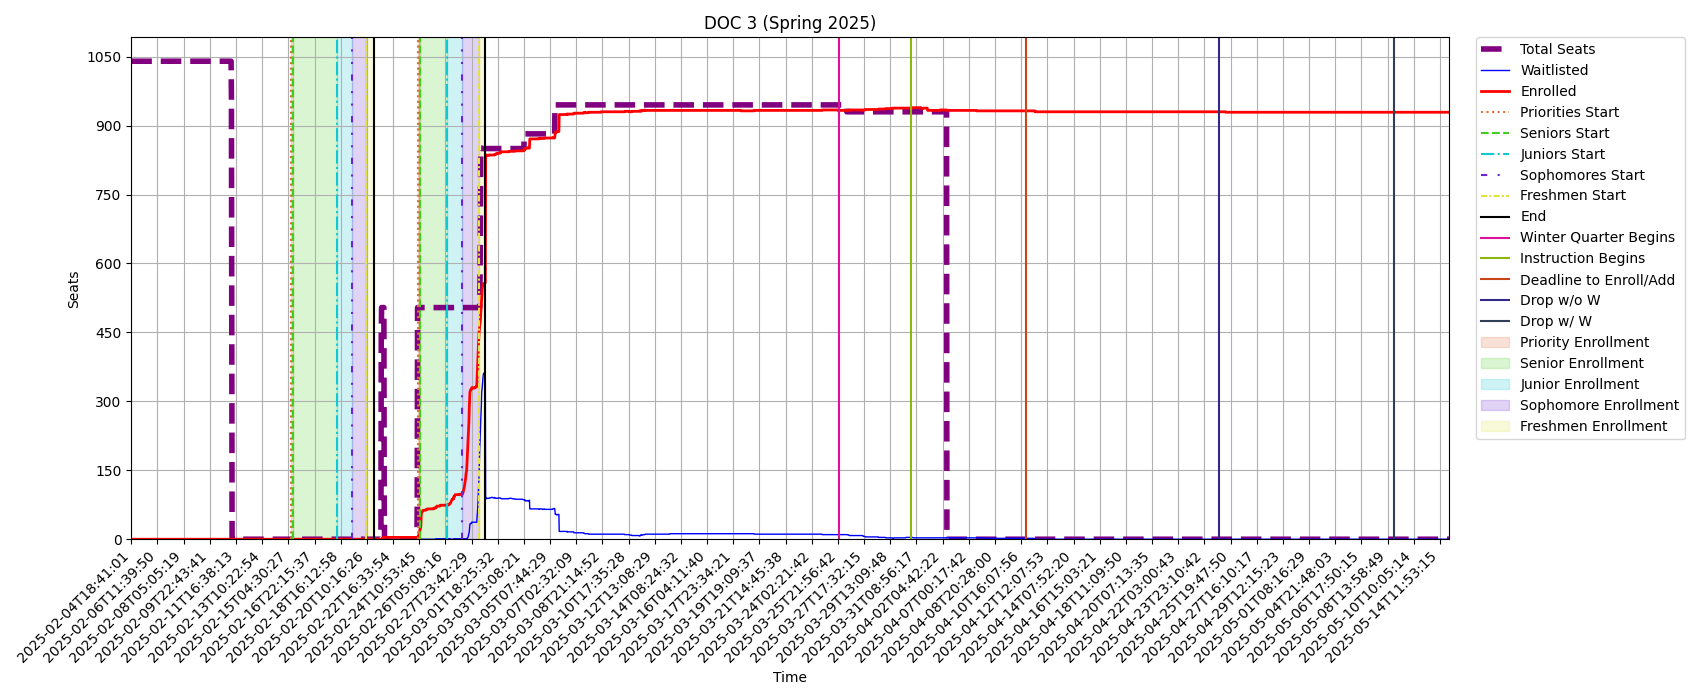 DOC 3 (Spring 2025)
Seats
1050
900
750
600
450
300
150
0
2025-02-04T18:41:01
2025-02-06T11:39:50
2025-02-08T05:05:19
2025-02-09T22:43:41
2025-02-11T16:38:13
2025-02-13T10:22:54
2025-02-15T04:30:27
2025-02-16T22:15:37
2025-02-18T16:12:58
2025-02-20T10:16:26
2025-02-22T16:33:54
2025-02-24T10:53:45
2025-02-26T05:08:16
2025-02-27T23:42:29
2025-03-01T18:25:32
2025-03-03T13:08:21
2025-03-05T07:44:29
2025-03-07T02:32:09
2025-03-08T21:14:52
2025-03-10T17:35:28
2025-03-12T13:08:29
2025-03-14T08:24:32
2025-03-16T04:11:40
2025-03-17T23:34:21
2025-03-19T19:09:37
2025-03-21T14:45:38
2025-03-24T02:21:42
2025-03-25T21:56:42
2025-03-27T17:32:15
2025-03-29T13:09:48
2025-03-31T08:56:17
2025-04-02T04:42:22
2025-04-07T00:17:42
2025-04-08T20:28:00
2025-04-10T16:07:56
2025-04-12T12:07:53
2025-04-14T07:52:20
2025-04-16T15:03:21
2025-04-18T11:09:50
2025-04-20T07:13:35
2025-04-22T03:00:43
2025-04-23T23:10:42
2025-04-25T19:47:50
2025-04-27T16:10:17
2025-04-29T12:15:23
2025-05-01T08:16:29
2025-05-04T21:48:03
2025-05-06T17:50:15
2025-05-08T13:58:49
2025-05-10T10:05:14
2025-05-14T11:53:15
Time
Total Seats
Waitlisted
Enrolled
Priorities Start
Seniors Start
Juniors Start
Sophomores Start
Freshmen Start
End
Winter Quarter Begins
Instruction Begins
Deadline to Enroll/Add
Drop w/o W
Drop w/ W
Priority Enrollment
Senior Enrollment
Junior Enrollment
Sophomore Enrollment
Freshmen Enrollment